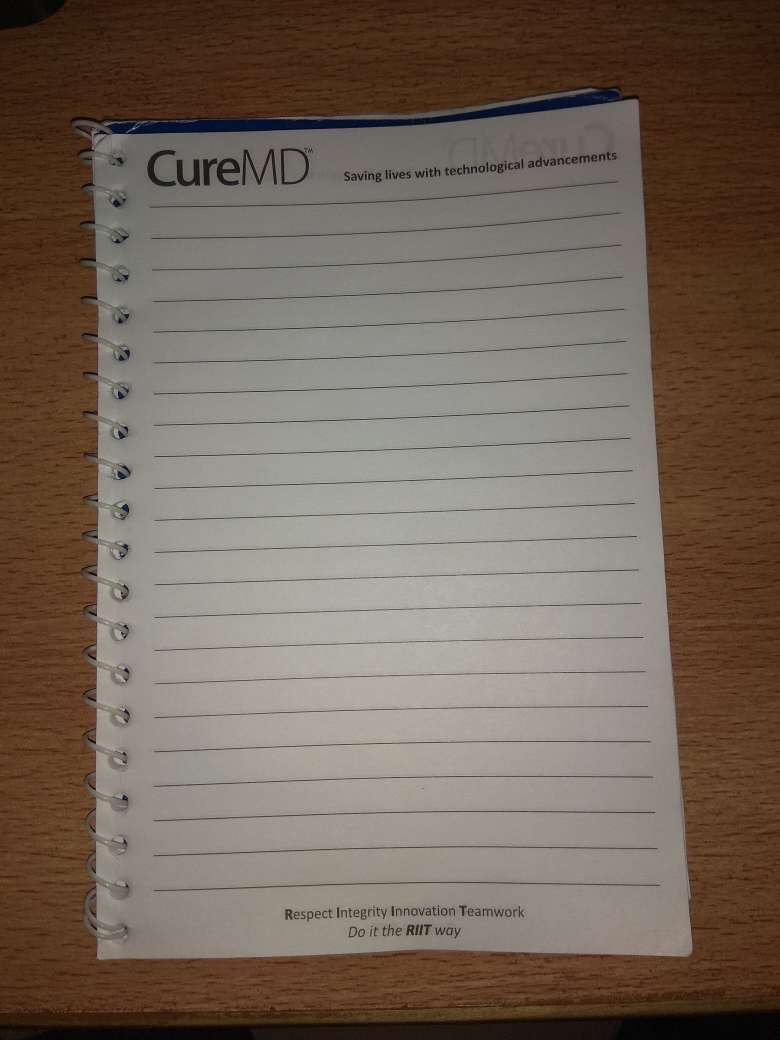 CureMD™
Saving lives with technological advancements
Respect Integrity Innovation Teamwork
Do it the RIIT way